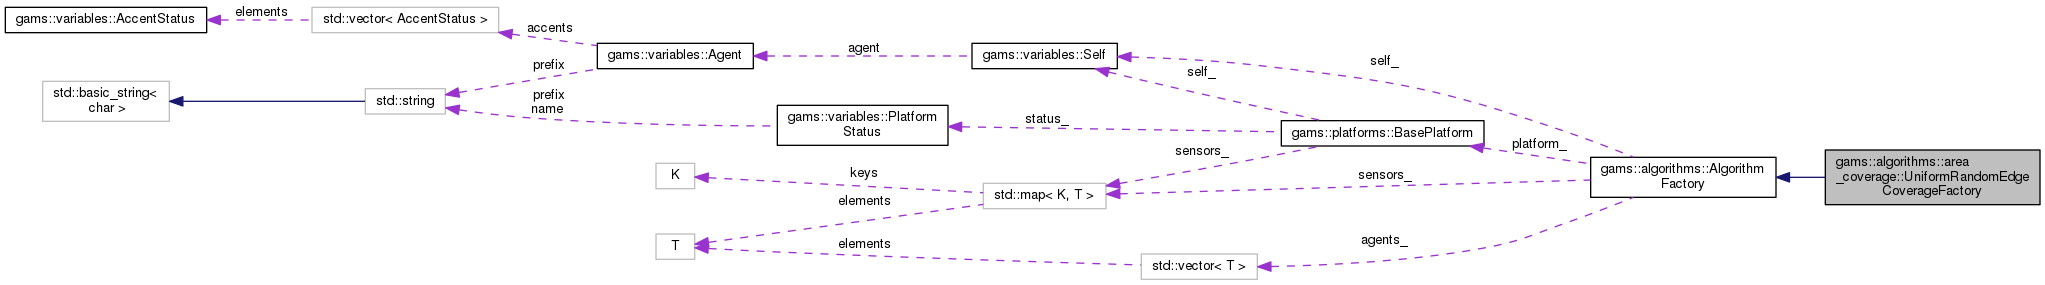 gams::variables::AccentStatus
elements
std::vector< AccentStatus >
accents
gams::variables::Agent
agent
gams::variables::Self
self_
self_
prefix
std::basic_string<
char >
std::string
prefix
name
gams::variables::Platform
Status
status_
gams::platforms::BasePlatform
platform_
sensors_
K
keys
std::map< K, T >
sensors_
gams::algorithms::Algorithm
Factory
gams::algorithms::area
_coverage::UniformRandomEdge
CoverageFactory
elements
T
elements
std::vector< T >
agents_